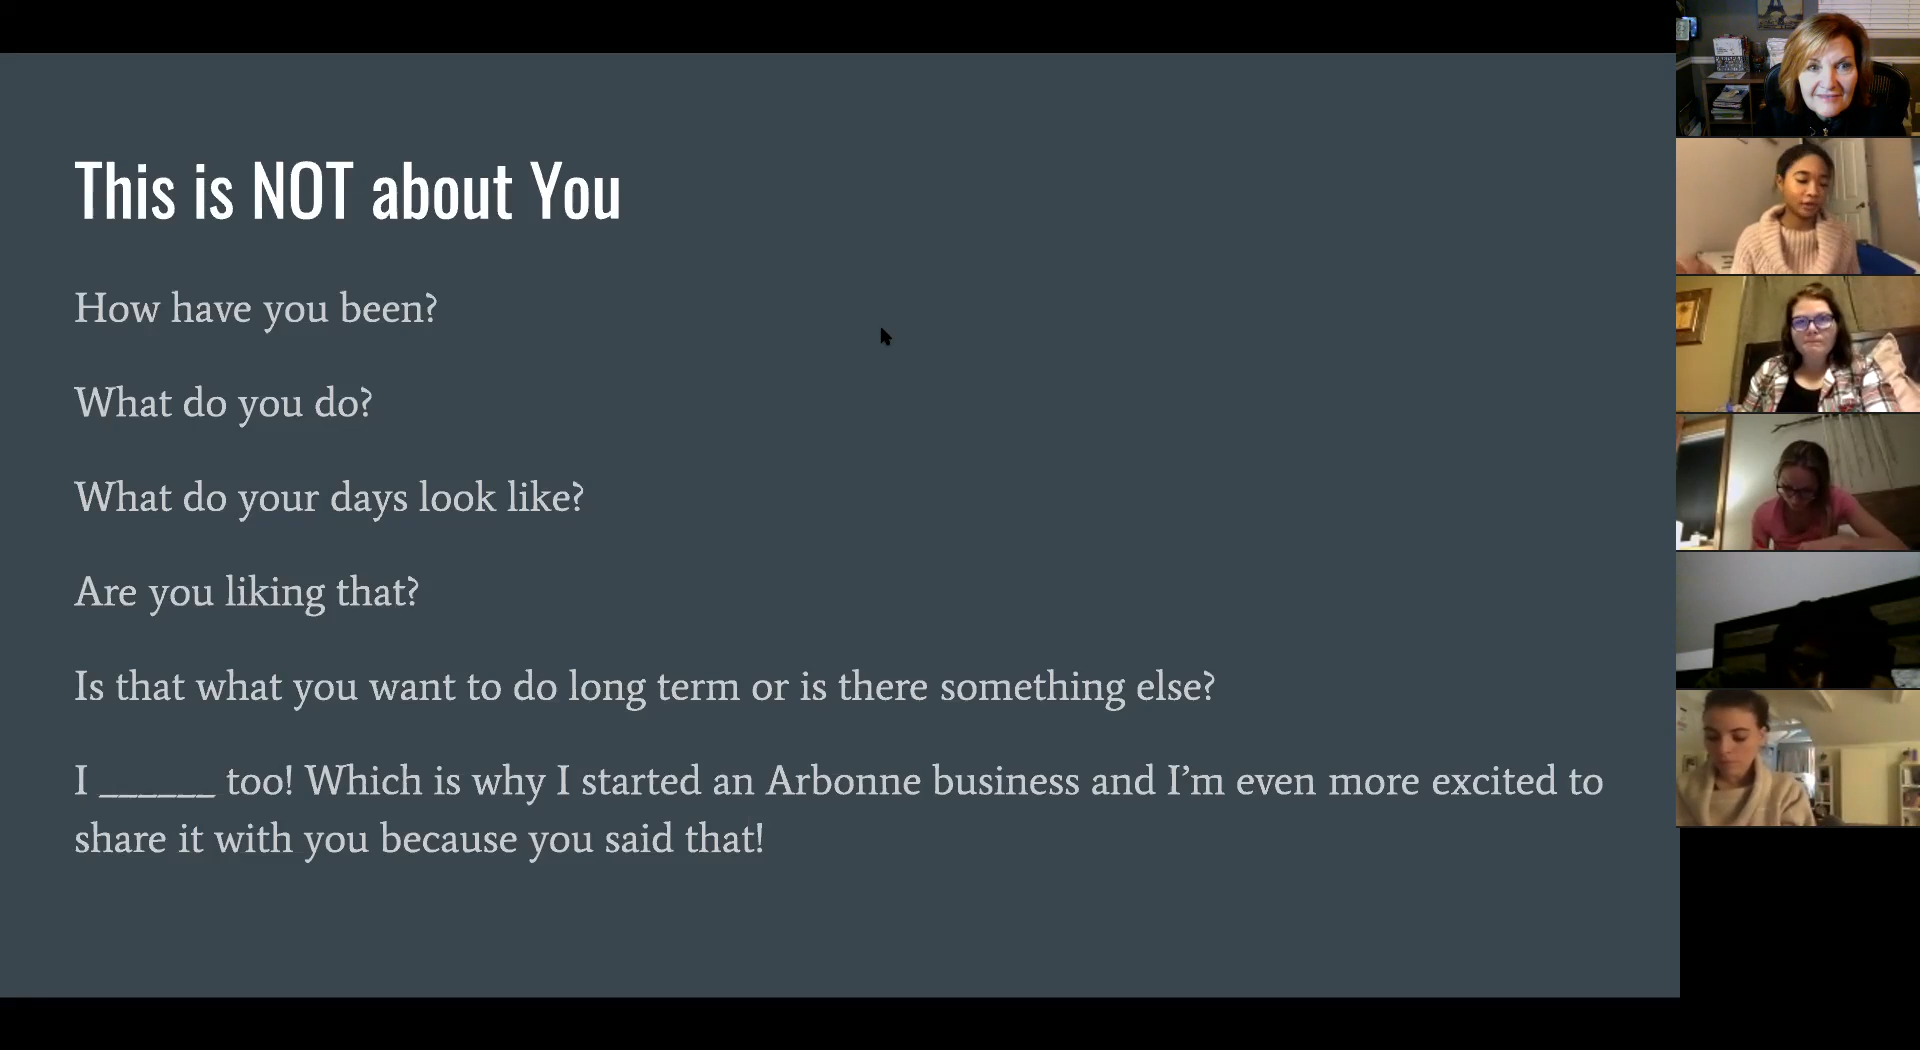 This is NOT about You
How have you been?
What do you do?
What do your days look like?
Are you liking that?
Is that what you want to do long term or is there something else?
I ______ too! Which is why I started an Arbonne business and I’m even more excited to
share it with you because you said that!